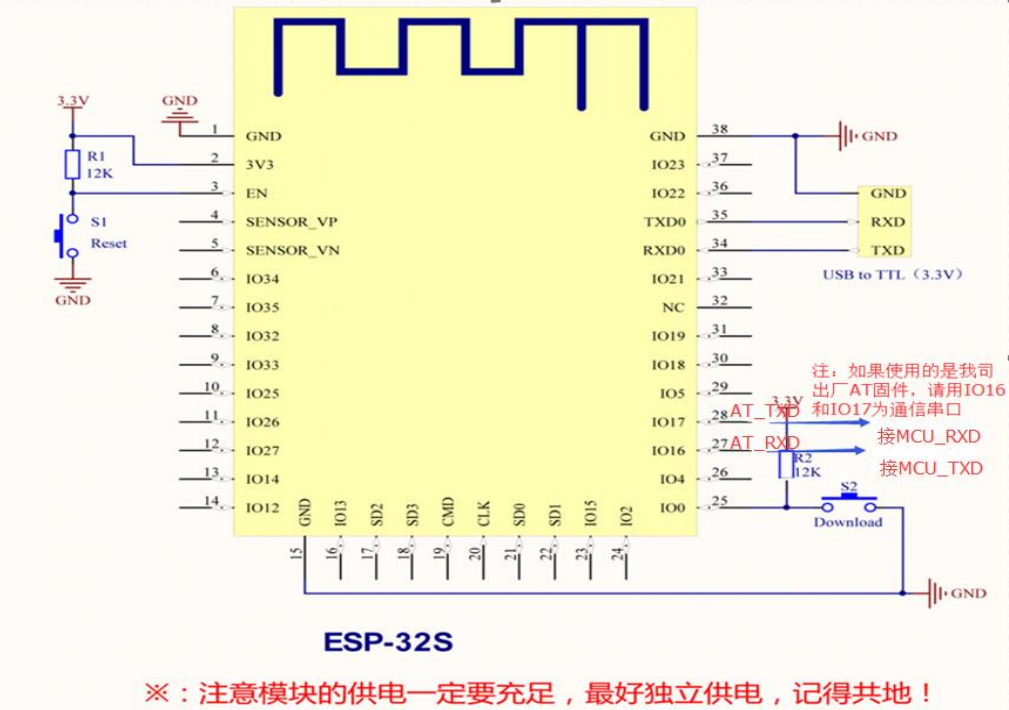 3.3V
GND
R1
12K
S1
Reset
GND
1 GND
2 3V3
3 EN
4 SENSOR_VP
5 SENSOR_VN
6 IO34
7 IO35
8 IO32
9 IO33
10 IO25
11 IO26
12 IO27
13 IO14
14 IO12
15 GND
16 IO13
17 SD2
18 SD3
19 CMD
20 CLK
21 SD0
22 SD1
23 IO15
24 IO2
GND 38
IO23 37
IO22 36
TXD0 35
RXD0 34
IO21 33
NC 32
IO19 31
IO18 30
IO5 29
IO17 28
IO16 27
IO4 26
IO0 25
GND
GND
RXD
TXD
USB to TTL（3.3V）
注：如果使用的是我司
出厂AT固件，请用IO16
和IO17为通信串口
3.3V
AT_TXD
接MCU_RXD
AT_RXD
接MCU_TXD
R2
12K
S2
Download
GND
ESP-32S
※：注意模块的供电一定要充足，最好独立供电，记得共地！